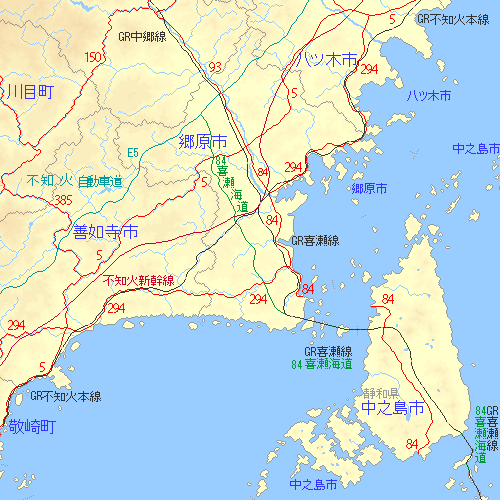 GR不知火本線
5
GR中郷線
150
93
八ツ木市
294
川目町
5
八ツ木市
E5
郷原市
中之島市
84
喜瀬海道
84
294
不知火自動車道
5
郷原市
385
84
善如寺市
GR喜瀬線
5
不知火新幹線
84
294
84
294
294
GR喜瀬線
84 喜瀬海道
5
静和県
GR不知火本線
中之島市
敬崎町
84
84
喜瀬海道
GR喜瀬線
中之島市